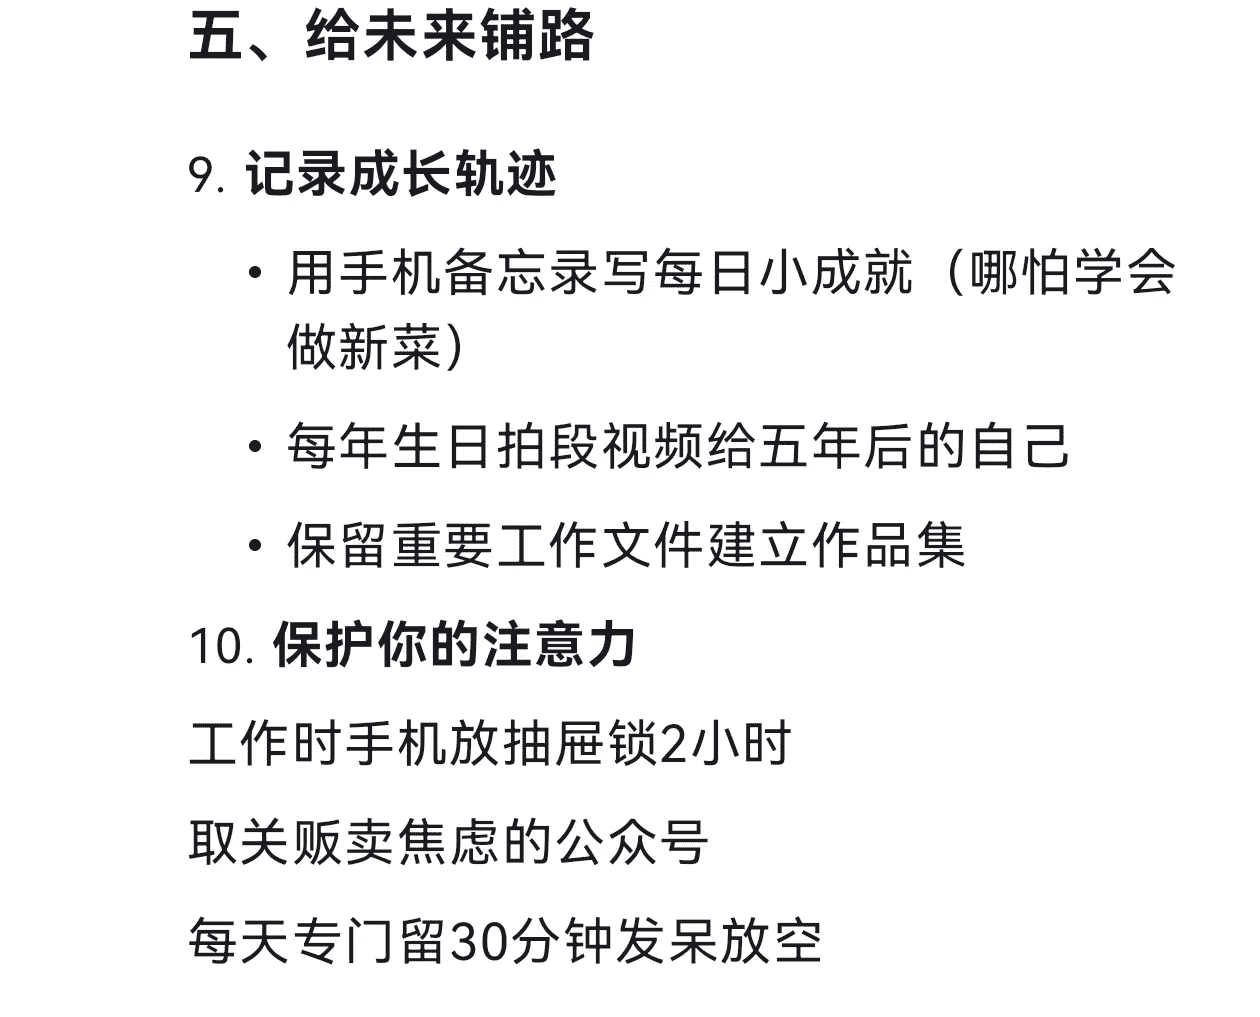 五、给未来铺路
9. 记录成长轨迹
• 用手机备忘录写每日小成就（哪怕学会
做新菜）
• 每年生日拍段视频给五年后的自己
• 保留重要工作文件建立作品集
10. 保护你的注意力
工作时手机放抽屉锁2小时
取关贩卖焦虑的公众号
每天专门留30分钟发呆放空